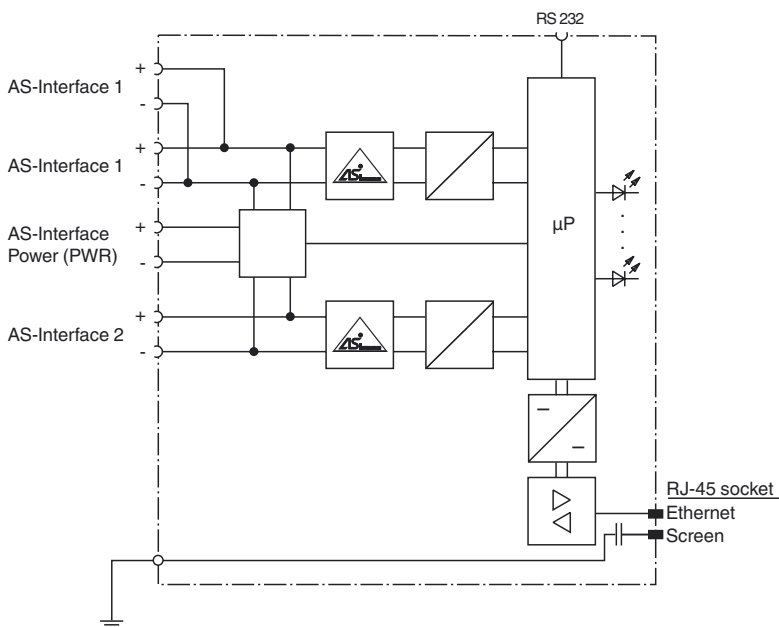 RS 232
+
AS-Interface 1
-
+
AS-Interface 1
-
AS-Interface
Power (PWR)
+
-
+
AS-Interface 2
-
µP
RJ-45 socket
Ethernet
Screen